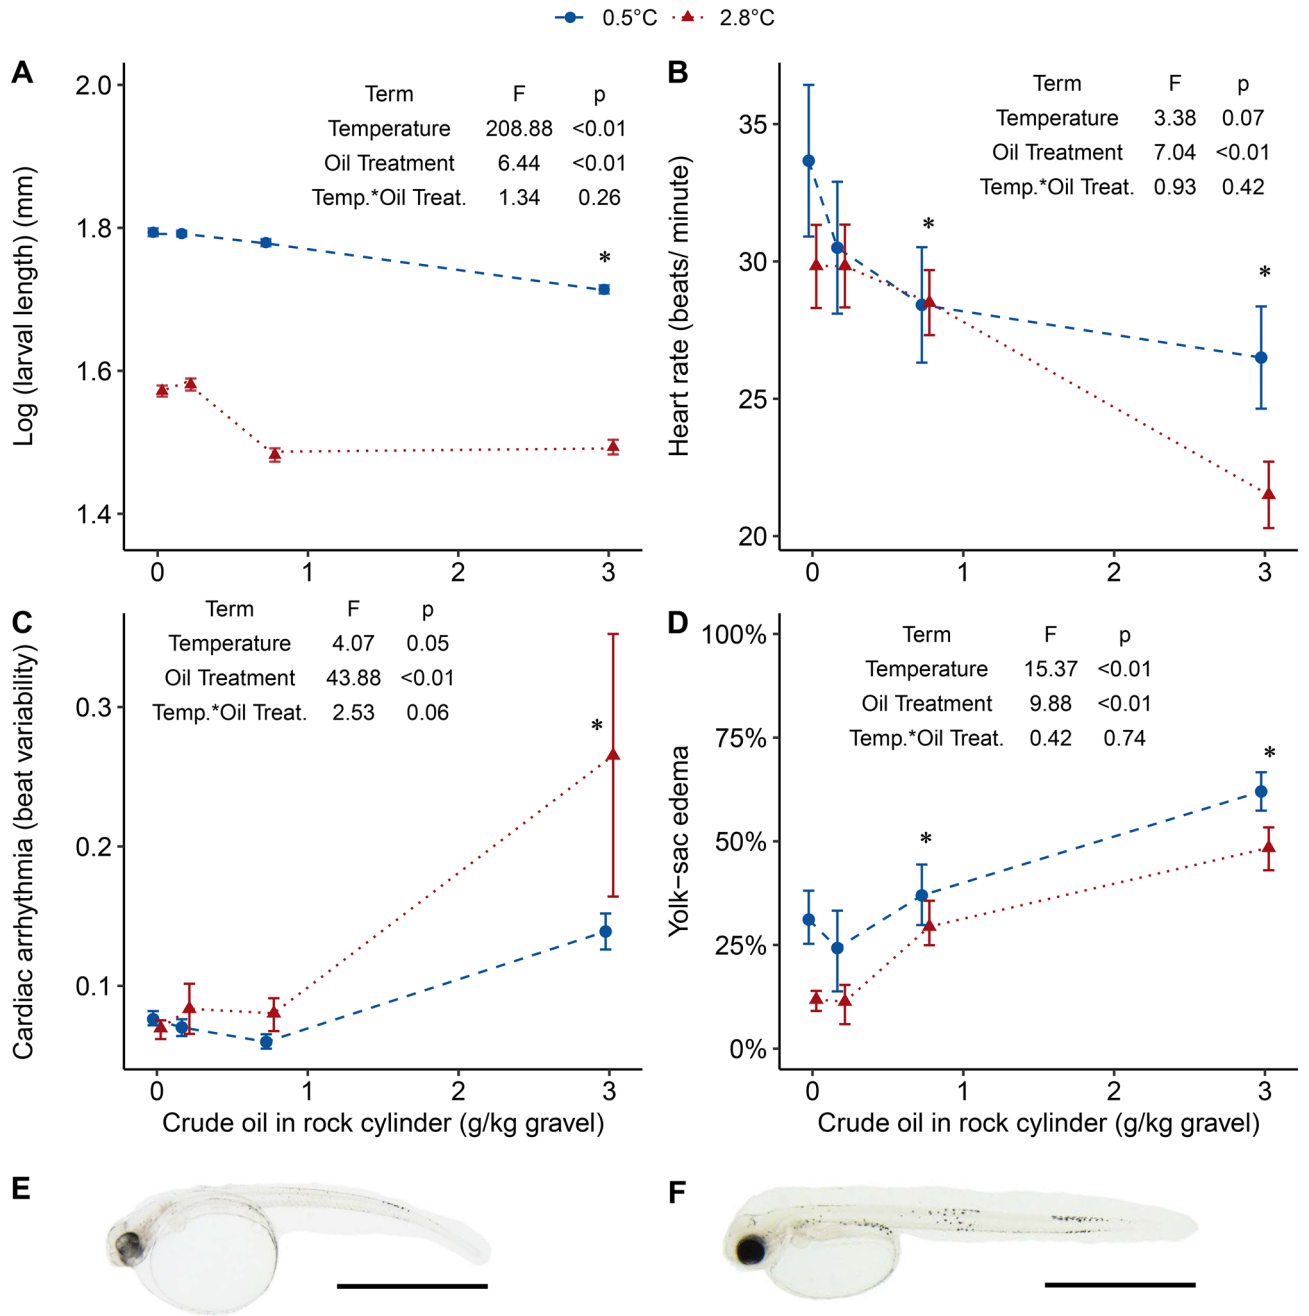 0.5°C 2.8°C
A
Term F p
Temperature 208.88 <0.01
Oil Treatment 6.44 <0.01
Temp.*Oil Treat. 1.34 0.26
Log (larval length) (mm)
2.0
1.8
1.6
1.4
*
0 1 2 3
B
Term F p
Temperature 3.38 0.07
Oil Treatment 7.04 <0.01
Temp.*Oil Treat. 0.93 0.42
Heart rate (beats/ minute)
35
30
25
20
*
*
0 1 2 3
C
Term F p
Temperature 4.07 0.05
Oil Treatment 43.88 <0.01
Temp.*Oil Treat. 2.53 0.06
Cardiac arrhythmia (beat variability)
0.3
0.2
0.1
*
0 1 2 3
Crude oil in rock cylinder (g/kg gravel)
D
Term F p
Temperature 15.37 <0.01
Oil Treatment 9.88 <0.01
Temp.*Oil Treat. 0.42 0.74
Yolk−sac edema
100%
75%
50%
25%
0%
*
*
0 1 2 3
Crude oil in rock cylinder (g/kg gravel)
E
F